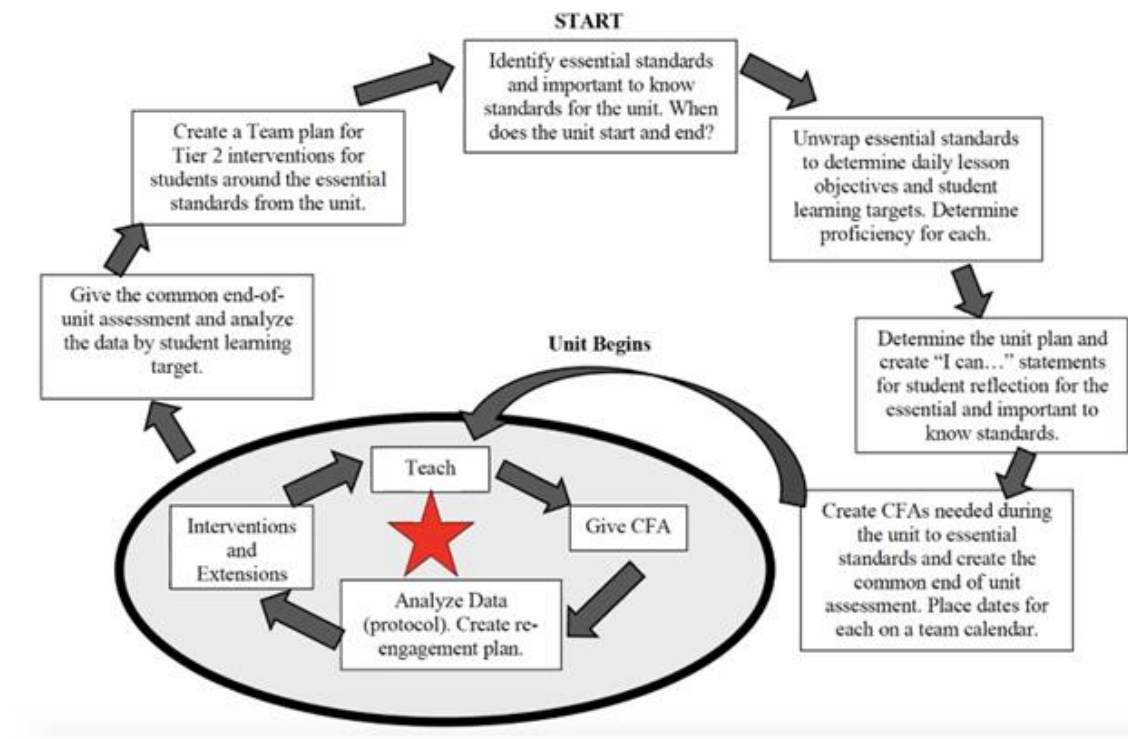 START
Identify essential standards
and important to know
standards for the unit. When
does the unit start and end?
Unwrap essential standards
to determine daily lesson
objectives and student
learning targets. Determine
proficiency for each.
Determine the unit plan and
create “I can…” statements
for student reflection for the
essential and important to
know standards.
Create CFAs needed during
the unit to essential
standards and create the
common end of unit
assessment. Place dates for
each on a team calendar.
Unit Begins
Teach
Give CFA
Analyze Data
(protocol). Create re-
engagement plan.
Interventions
and
Extensions
Give the common end-of-
unit assessment and analyze
the data by student learning
target.
Create a Team plan for
Tier 2 interventions for
students around the essential
standards from the unit.